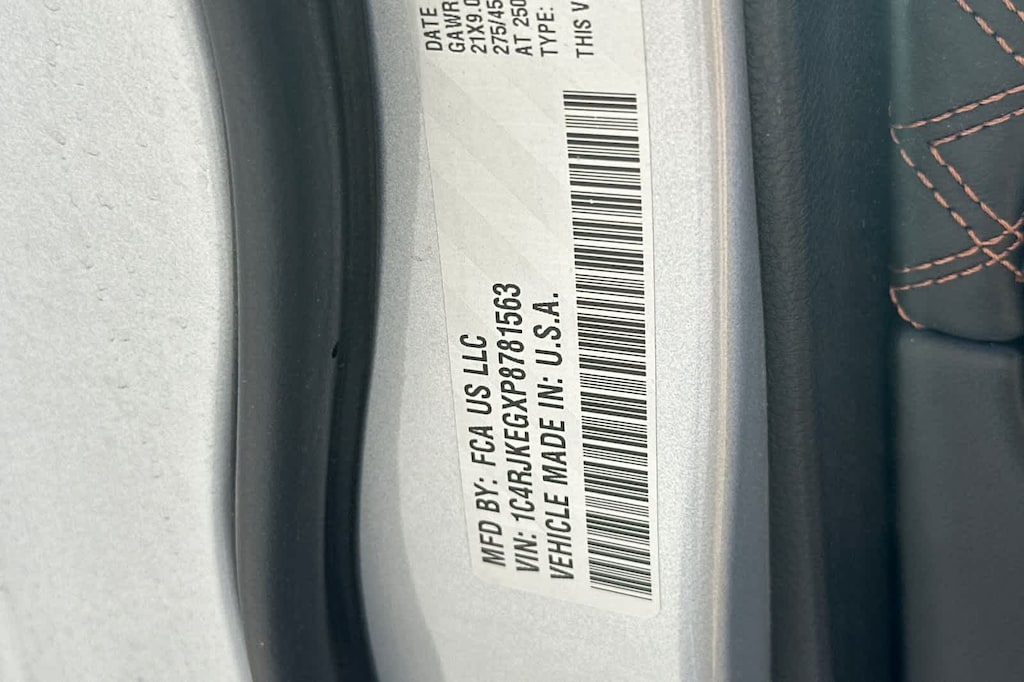 MFD BY: FCA US LLC
VIN: 1C4RJKEGXP8781563
VEHICLE MADE IN: U.S.A.
DATE
GAWR
21X9.0
275/45
AT 250
TYPE:
THIS V